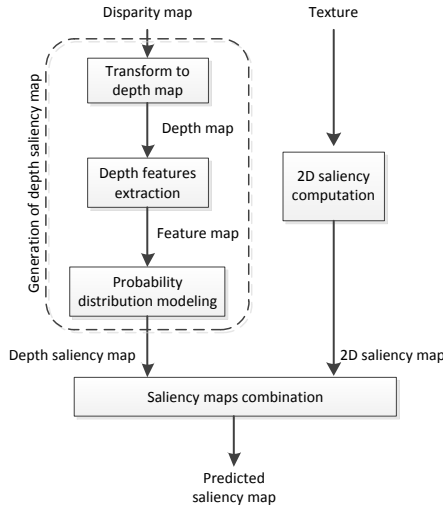 Disparity map
Texture
Generation of depth saliency map
Transform to
depth map
Depth map
Depth features
extraction
2D saliency
computation
Feature map
Probability
distribution modeling
Depth saliency map
2D saliency map
Saliency maps combination
Predicted
saliency map